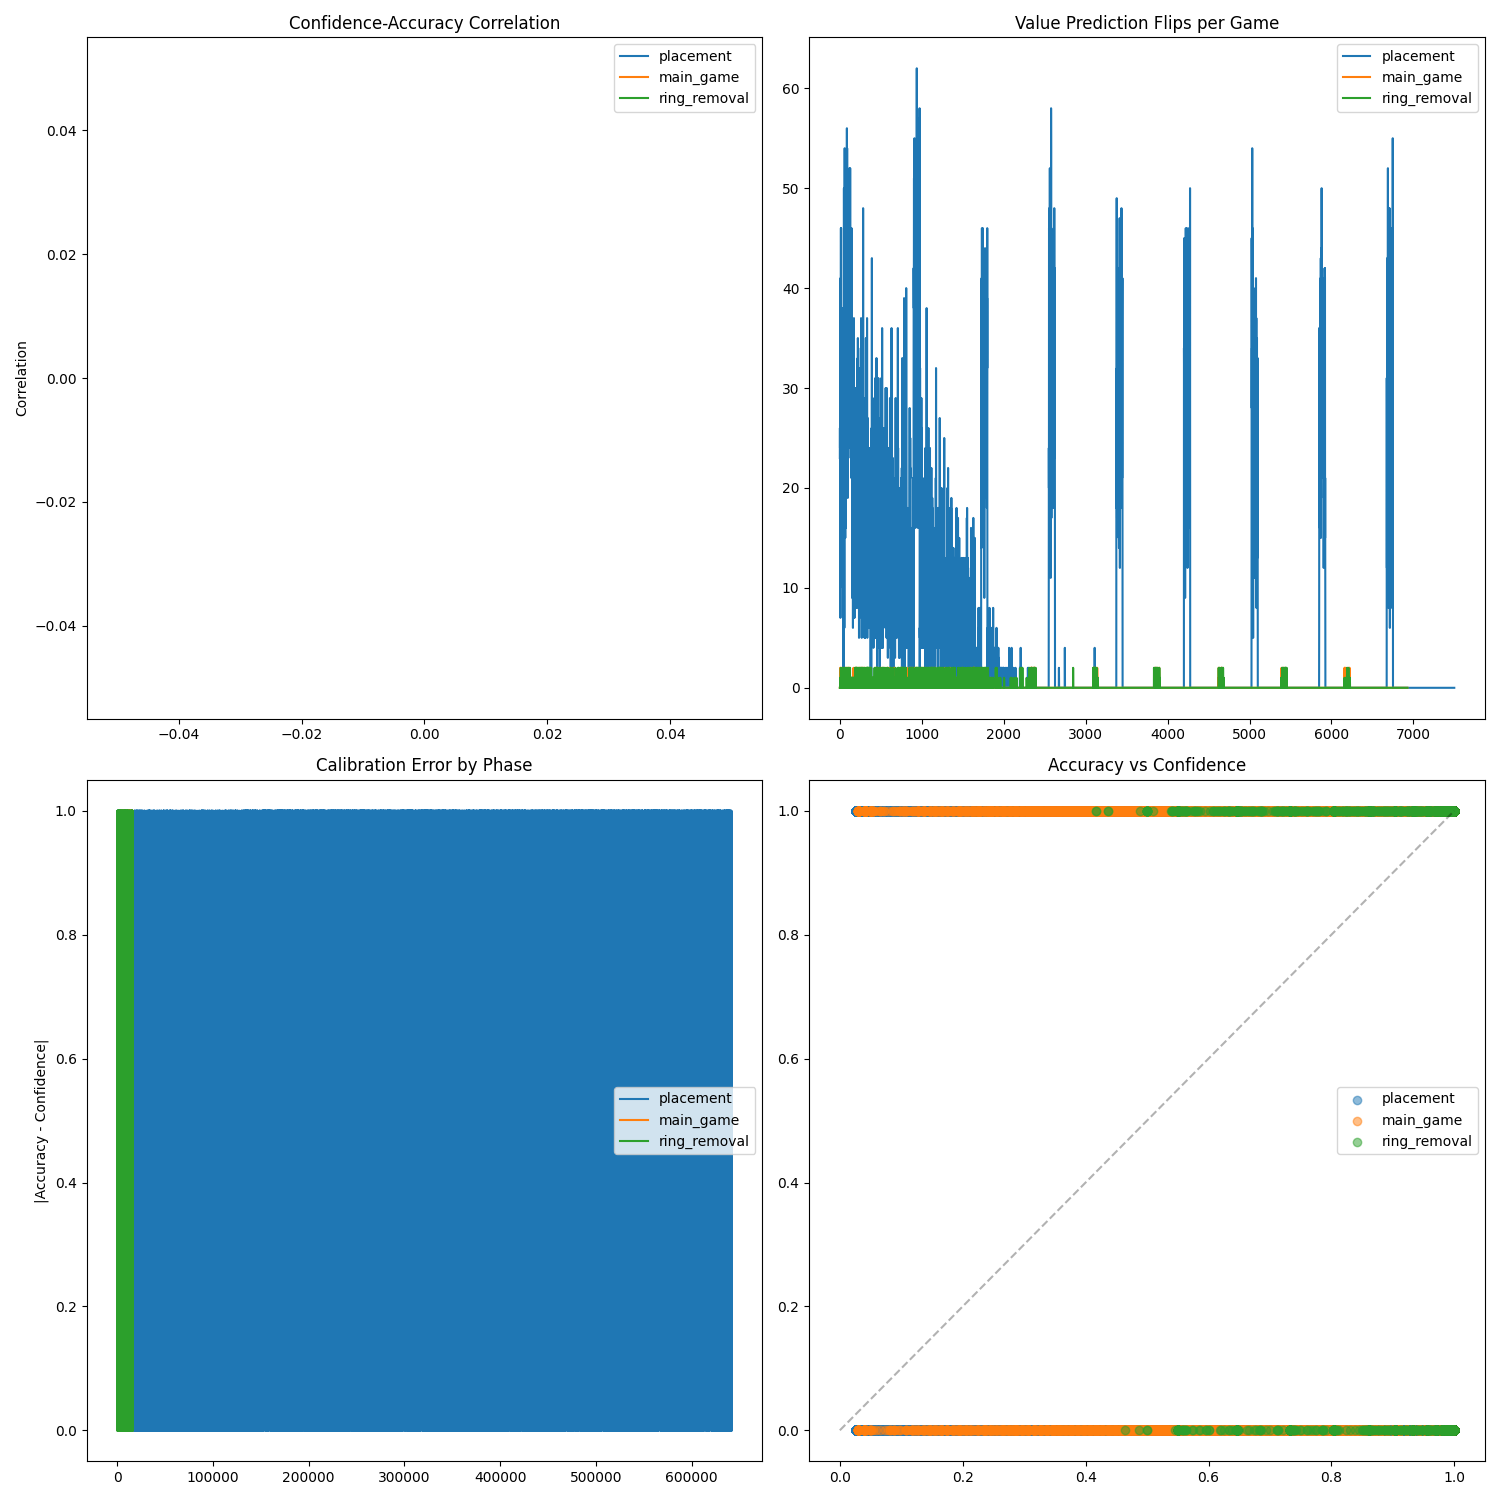 Confidence-Accuracy Correlation
placement
main_game
ring_removal
0.04
0.02
0.00
−0.02
−0.04
Correlation
−0.04
−0.02
0.00
0.02
0.04
Value Prediction Flips per Game
placement
main_game
ring_removal
60
50
40
30
20
10
0
0
1000
2000
3000
4000
5000
6000
7000
Calibration Error by Phase
1.0
0.8
0.6
0.4
0.2
0.0
|Accuracy - Confidence|
placement
main_game
ring_removal
0
100000
200000
300000
400000
500000
600000
Accuracy vs Confidence
1.0
0.8
0.6
0.4
0.2
0.0
placement
main_game
ring_removal
0.0
0.2
0.4
0.6
0.8
1.0